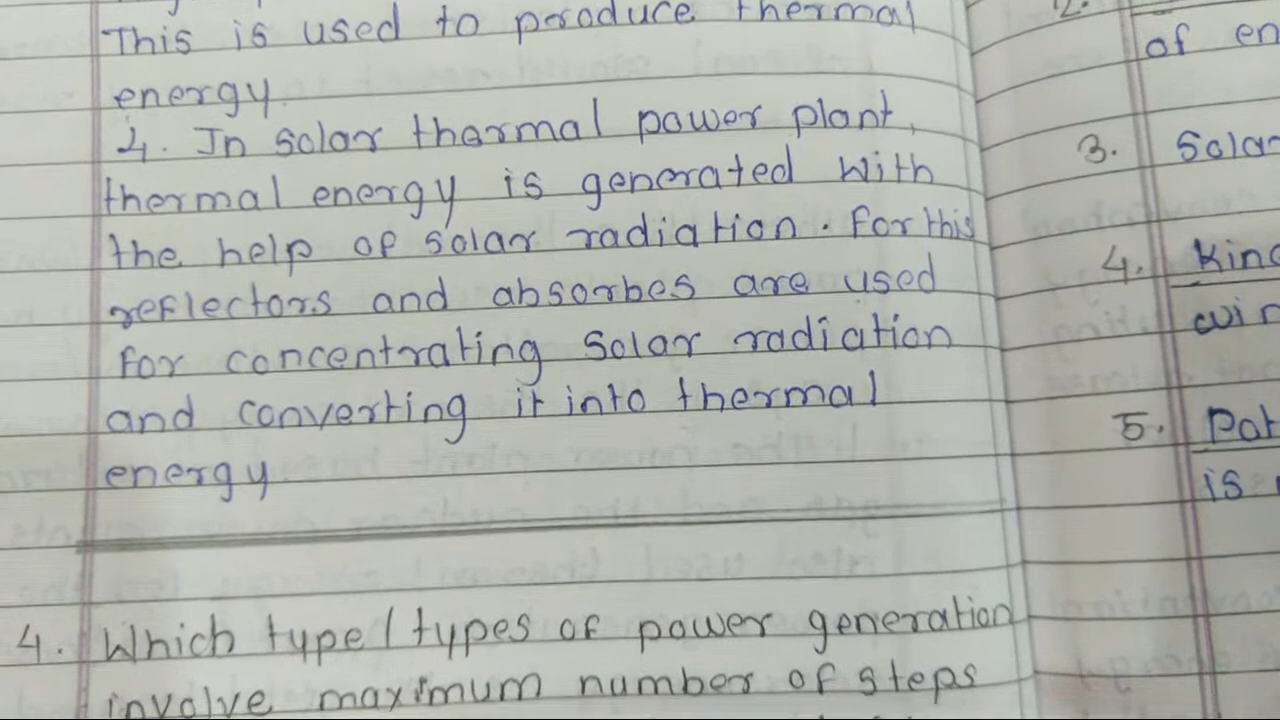 This is used to produce thermal
energy.
4. In solar thermal power plant,
thermal energy is generated with
the help of solar radiation. For this
reflectors and absorbes are used
for concentrating solar radiation
and converting it into thermal
energy
4. Which type / types of power generation
involve maximum number of steps
2.
of en
3. Sola
4. Kin
win
5. Pot
is